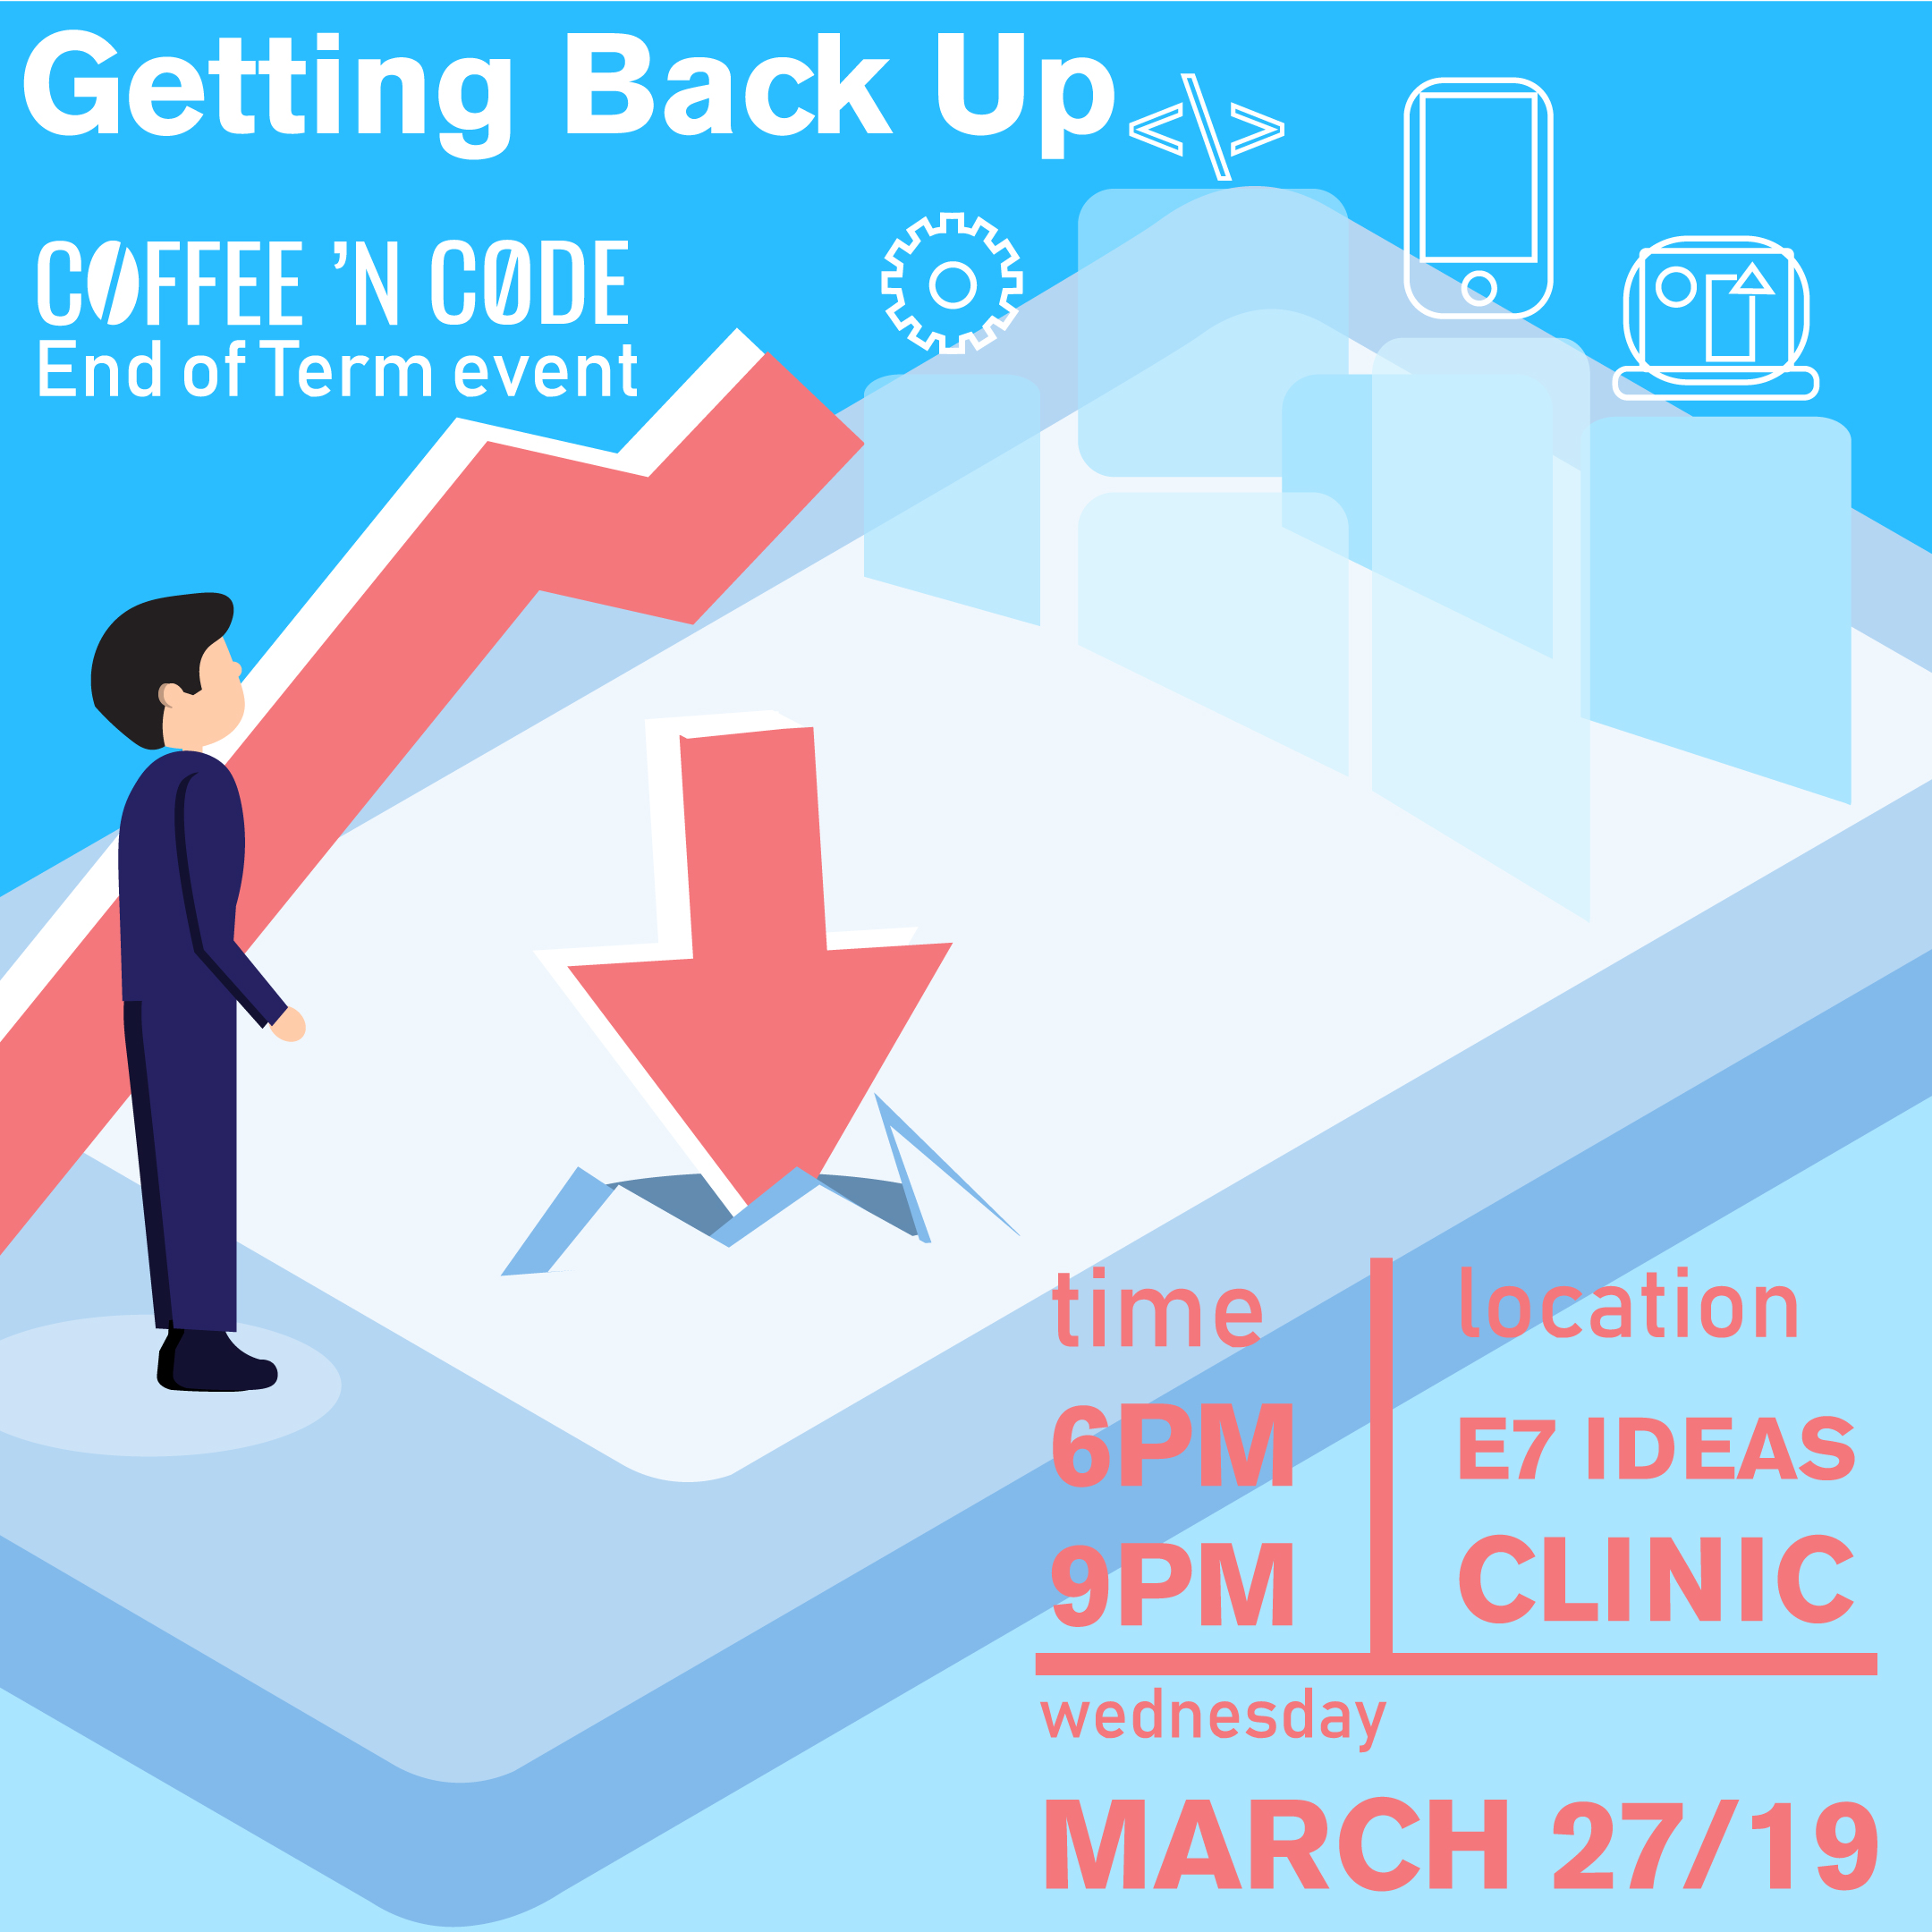 Getting Back Up
<\>
COFFEE 'N CODE
End of Term event
time
6PM
9PM
location
E7 IDEAS
CLINIC
wednesday
MARCH 27/19